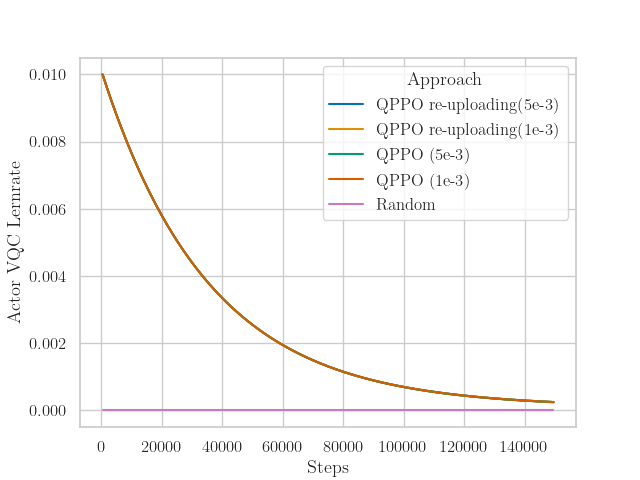 0.010
0.008
0.006
0.004
0.002
0.000
Actor VQC Lernrate
Approach
QPPO re-uploading(5e-3)
QPPO re-uploading(1e-3)
QPPO (5e-3)
QPPO (1e-3)
Random
0 20000 40000 60000 80000 100000 120000 140000
Steps